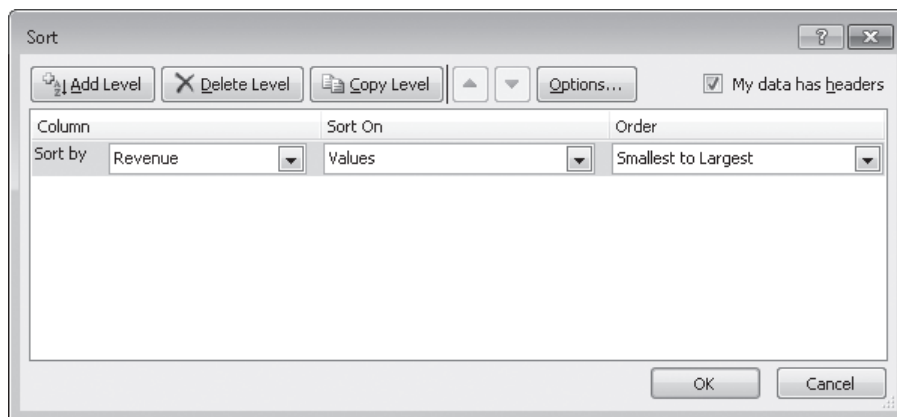 Sort
Add Level Delete Level Copy Level Options... My data has headers
Column Sort On Order
Sort by Revenue Values Smallest to Largest
OK Cancel